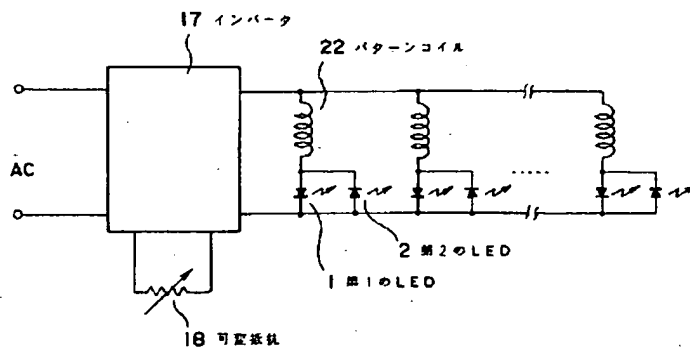 17 インバータ
22 パターンコイル
AC
2 第2のLED
1 第1のLED
18 可変抵抗